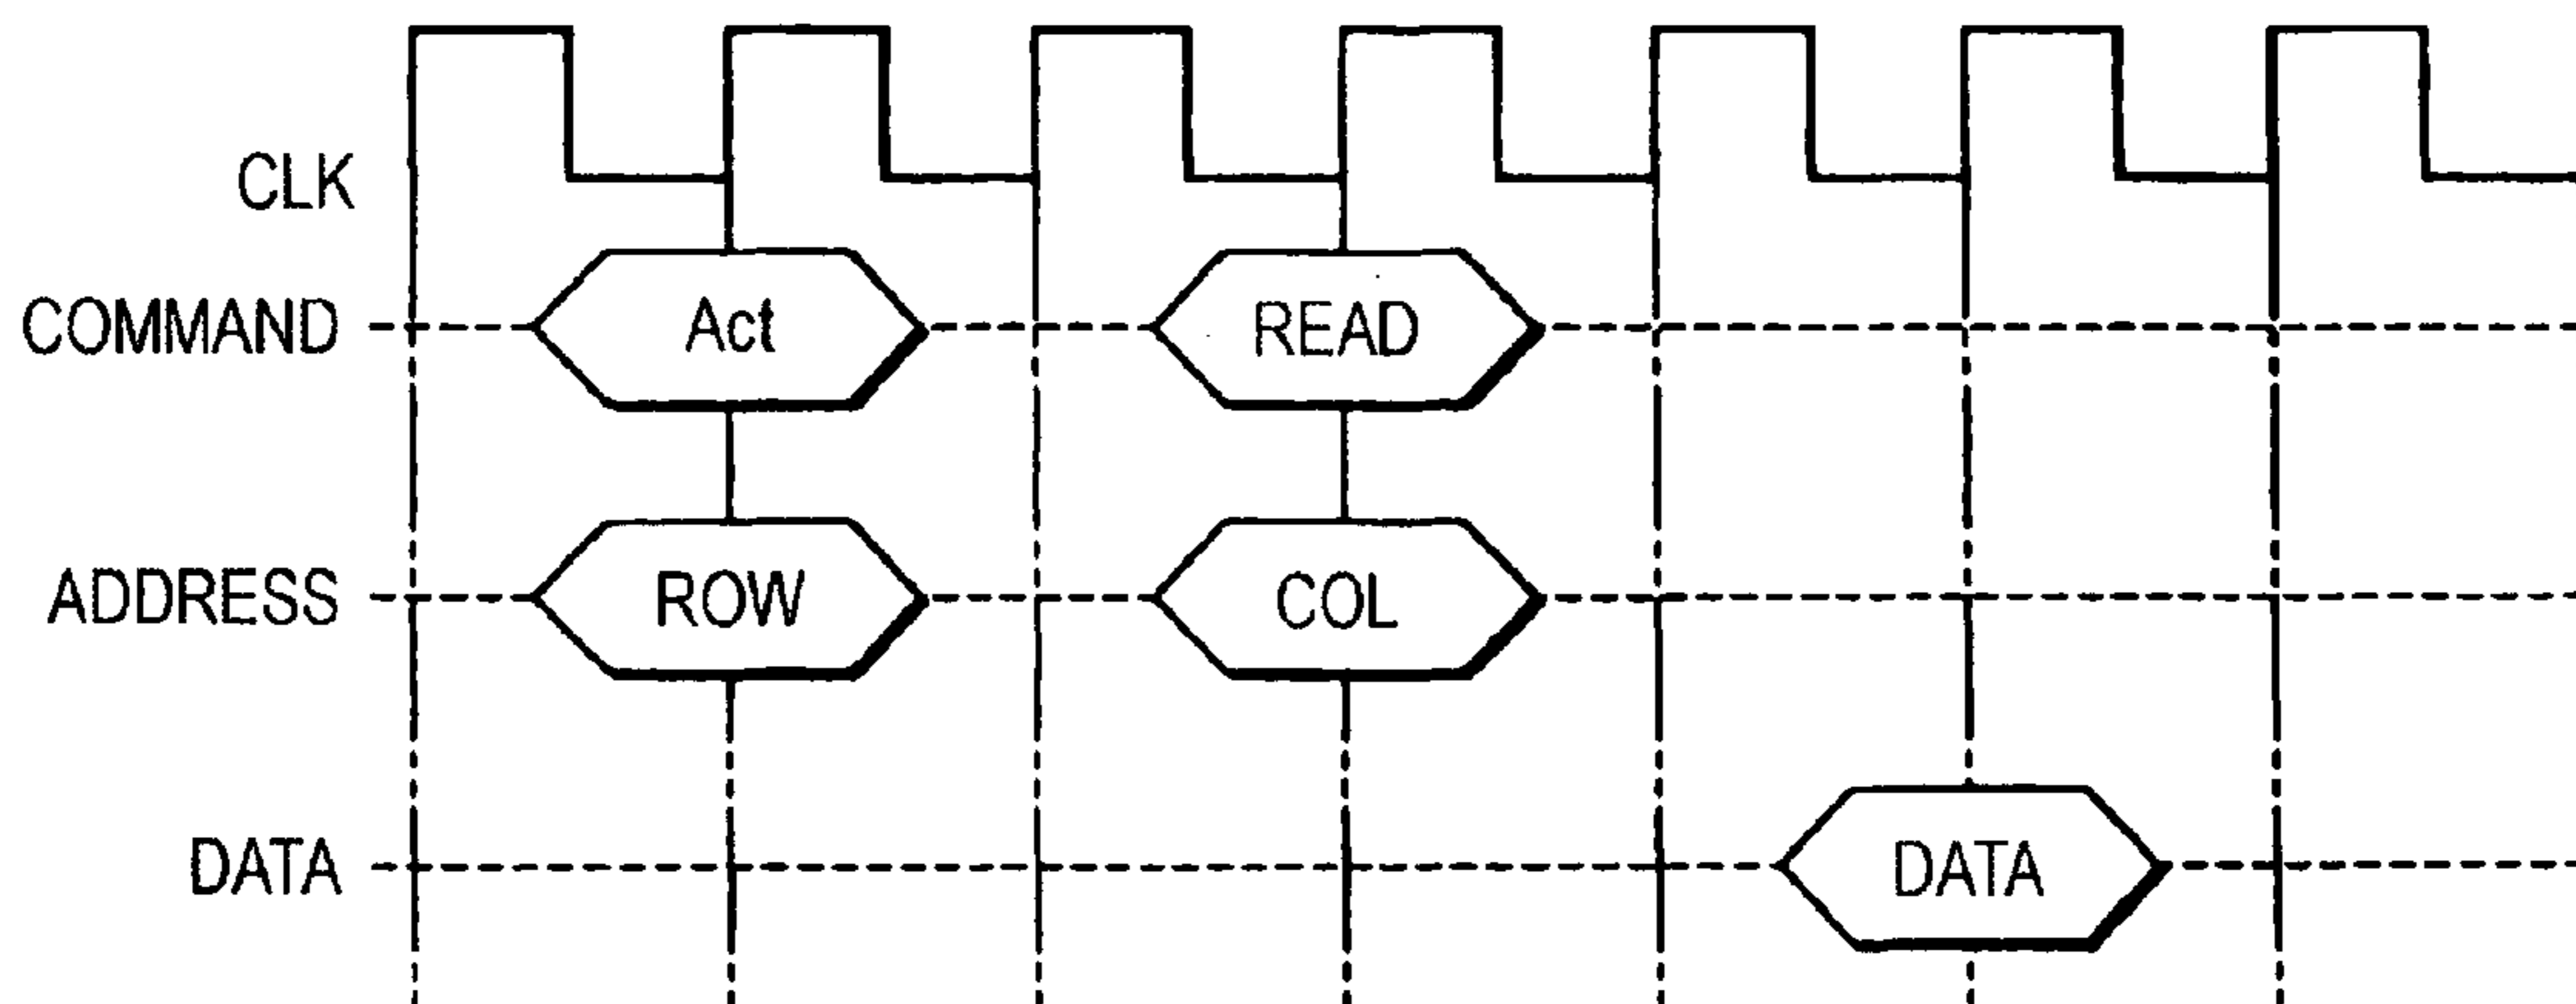 CLK
COMMAND Act READ
ADDRESS ROW COL
DATA DATA